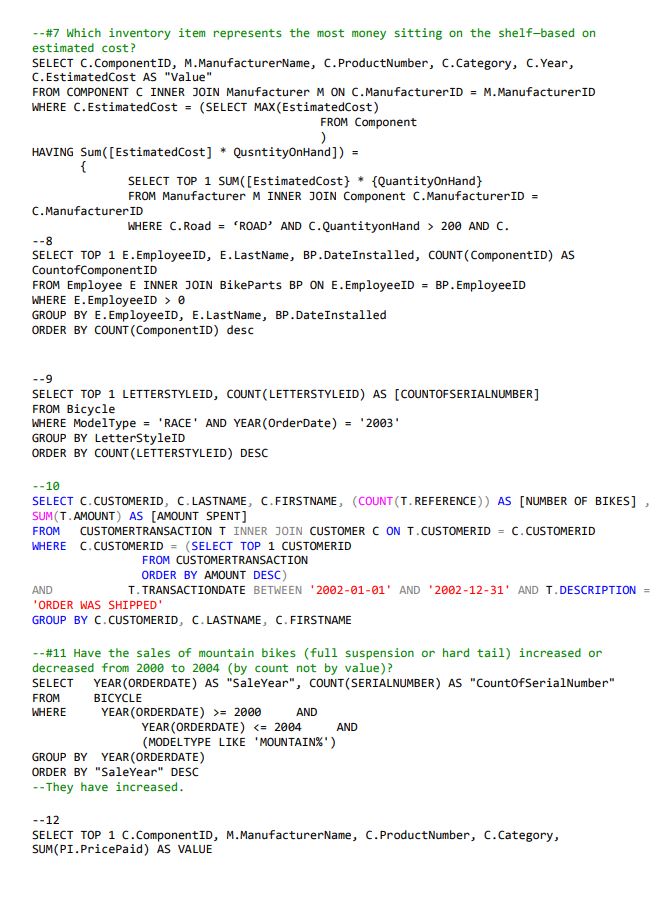 --#7 Which inventory item represents the most money sitting on the shelf—based on
estimated cost?
SELECT C.ComponentID, M.ManufacturerName, C.ProductNumber, C.Category, C.Year,
C.EstimatedCost AS "Value"
FROM COMPONENT C INNER JOIN Manufacturer M ON C.ManufacturerID = M.ManufacturerID
WHERE C.EstimatedCost = (SELECT MAX(EstimatedCost)
FROM Component
)
HAVING Sum([EstimatedCost] * QusntityOnHand]) =
{
SELECT TOP 1 SUM([EstimatedCost} * {QuantityOnHand}
FROM Manufacturer M INNER JOIN Component C.ManufacturerID =
C.ManufacturerID
WHERE C.Road = ‘ROAD’ AND C.QuantityonHand > 200 AND C.
--8
SELECT TOP 1 E.EmployeeID, E.LastName, BP.DateInstalled, COUNT(ComponentID) AS
CountofComponentID
FROM Employee E INNER JOIN BikeParts BP ON E.EmployeeID = BP.EmployeeID
WHERE E.EmployeeID > 0
GROUP BY E.EmployeeID, E.LastName, BP.DateInstalled
ORDER BY COUNT(ComponentID) desc
--9
SELECT TOP 1 LETTERSTYLEID, COUNT(LETTERSTYLEID) AS [COUNTOFSERIALNUMBER]
FROM Bicycle
WHERE ModelType = 'RACE' AND YEAR(OrderDate) = '2003'
GROUP BY LetterStyleID
ORDER BY COUNT(LETTERSTYLEID) DESC
--10
SELECT C.CUSTOMERID, C.LASTNAME, C.FIRSTNAME, (COUNT(T.REFERENCE)) AS [NUMBER OF BIKES] ,
SUM(T.AMOUNT) AS [AMOUNT SPENT]
FROM CUSTOMERTRANSACTION T INNER JOIN CUSTOMER C ON T.CUSTOMERID = C.CUSTOMERID
WHERE C.CUSTOMERID = (SELECT TOP 1 CUSTOMERID
FROM CUSTOMERTRANSACTION
ORDER BY AMOUNT DESC)
AND T.TRANSACTIONDATE BETWEEN '2002-01-01' AND '2002-12-31' AND T.DESCRIPTION =
'ORDER WAS SHIPPED'
GROUP BY C.CUSTOMERID, C.LASTNAME, C.FIRSTNAME
--#11 Have the sales of mountain bikes (full suspension or hard tail) increased or
decreased from 2000 to 2004 (by count not by value)?
SELECT YEAR(ORDERDATE) AS "SaleYear", COUNT(SERIALNUMBER) AS "CountOfSerialNumber"
FROM BICYCLE
WHERE YEAR(ORDERDATE) >= 2000 AND
YEAR(ORDERDATE) <= 2004 AND
(MODELTYPE LIKE 'MOUNTAIN%')
GROUP BY YEAR(ORDERDATE)
ORDER BY "SaleYear" DESC
--They have increased.
--12
SELECT TOP 1 C.ComponentID, M.ManufacturerName, C.ProductNumber, C.Category,
SUM(PI.PricePaid) AS VALUE